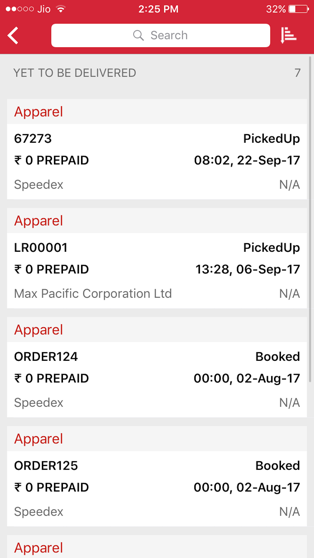 Jio 2:25 PM 32%
Search
YET TO BE DELIVERED 7
Apparel
67273 PickedUp
₹ 0 PREPAID 08:02, 22-Sep-17
Speedex N/A
Apparel
LR00001 PickedUp
₹ 0 PREPAID 13:28, 06-Sep-17
Max Pacific Corporation Ltd N/A
Apparel
ORDER124 Booked
₹ 0 PREPAID 00:00, 02-Aug-17
Speedex N/A
Apparel
ORDER125 Booked
₹ 0 PREPAID 00:00, 02-Aug-17
Speedex N/A
Apparel